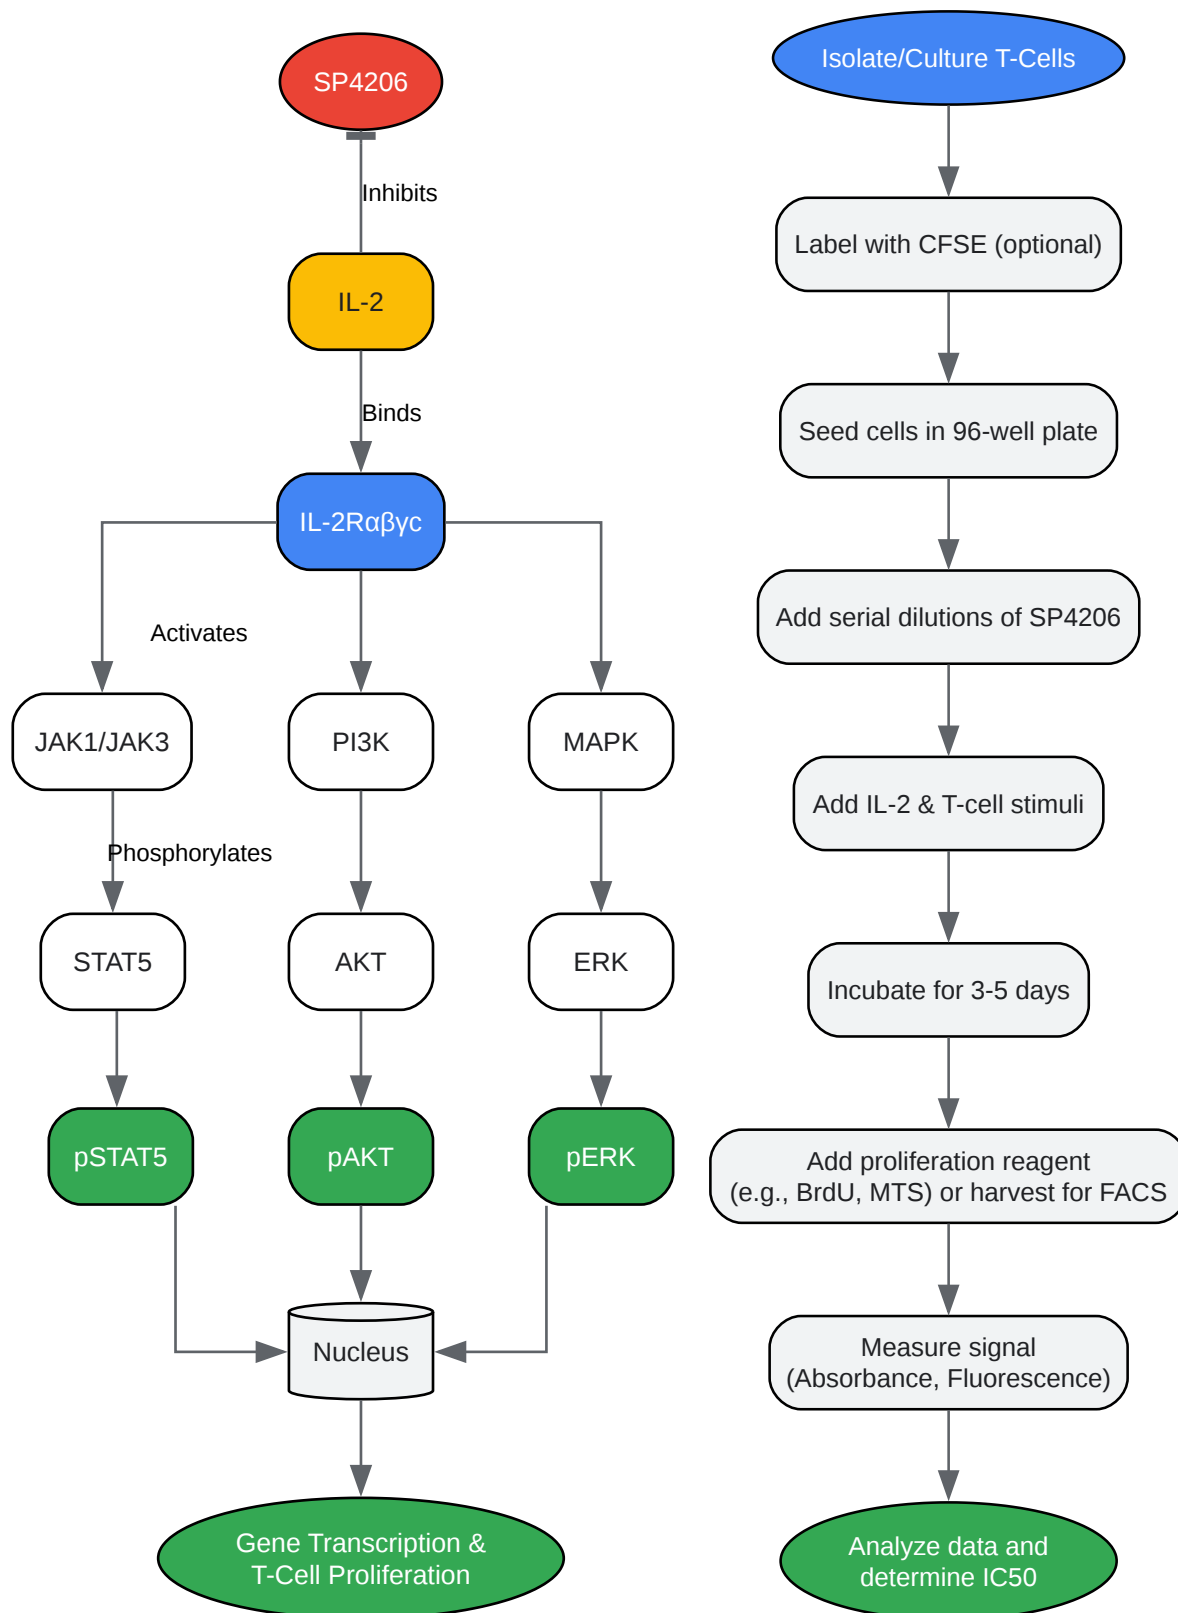 SP4206
Inhibits
IL-2
Binds
IL-2Rαβγc
Activates
JAK1/JAK3
PI3K
MAPK
Phosphorylates
STAT5
AKT
ERK
pSTAT5
pAKT
pERK
Nucleus
Gene Transcription &
T-Cell Proliferation
Isolate/Culture T-Cells
Label with CFSE (optional)
Seed cells in 96-well plate
Add serial dilutions of SP4206
Add IL-2 & T-cell stimuli
Incubate for 3-5 days
Add proliferation reagent
(e.g., BrdU, MTS) or harvest for FACS
Measure signal
(Absorbance, Fluorescence)
Analyze data and
determine IC50